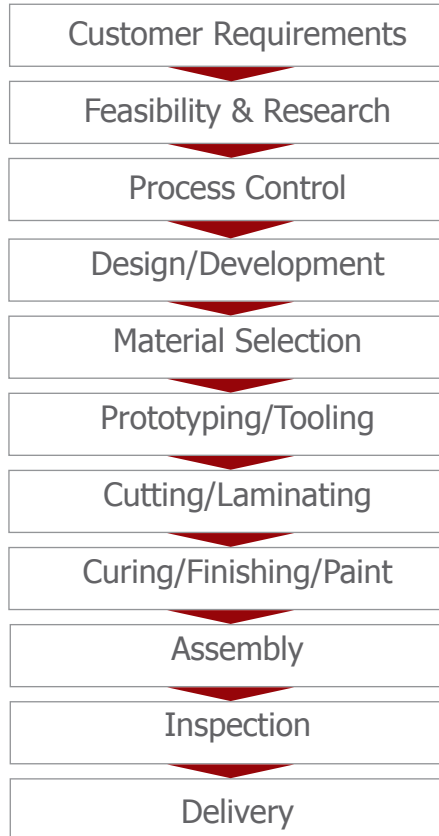 Customer Requirements
Feasibility & Research
Process Control
Design/Development
Material Selection
Prototyping/Tooling
Cutting/Laminating
Curing/Finishing/Paint
Assembly
Inspection
Delivery